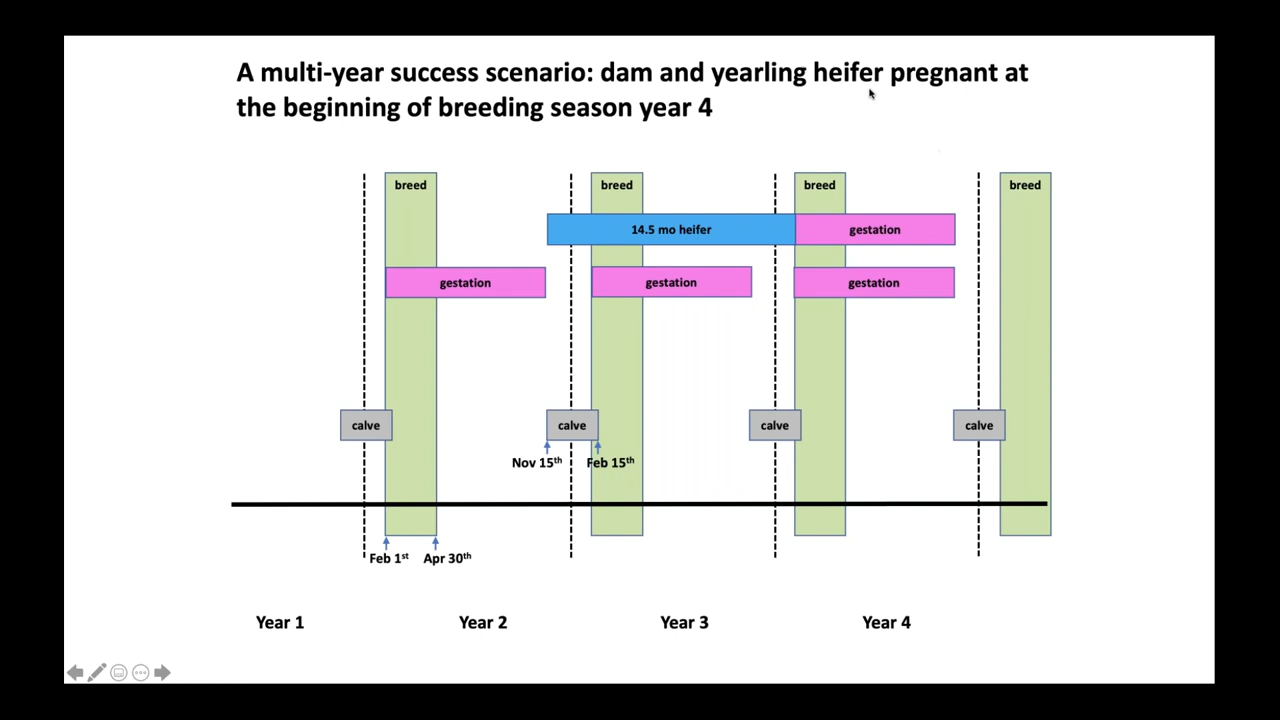 A multi-year success scenario: dam and yearling heifer pregnant at
the beginning of breeding season year 4
breed
breed
breed
breed
14.5 mo heifer
gestation
gestation
gestation
gestation
calve
calve
calve
calve
Nov 15th
Feb 15th
Feb 1st
Apr 30th
Year 1
Year 2
Year 3
Year 4